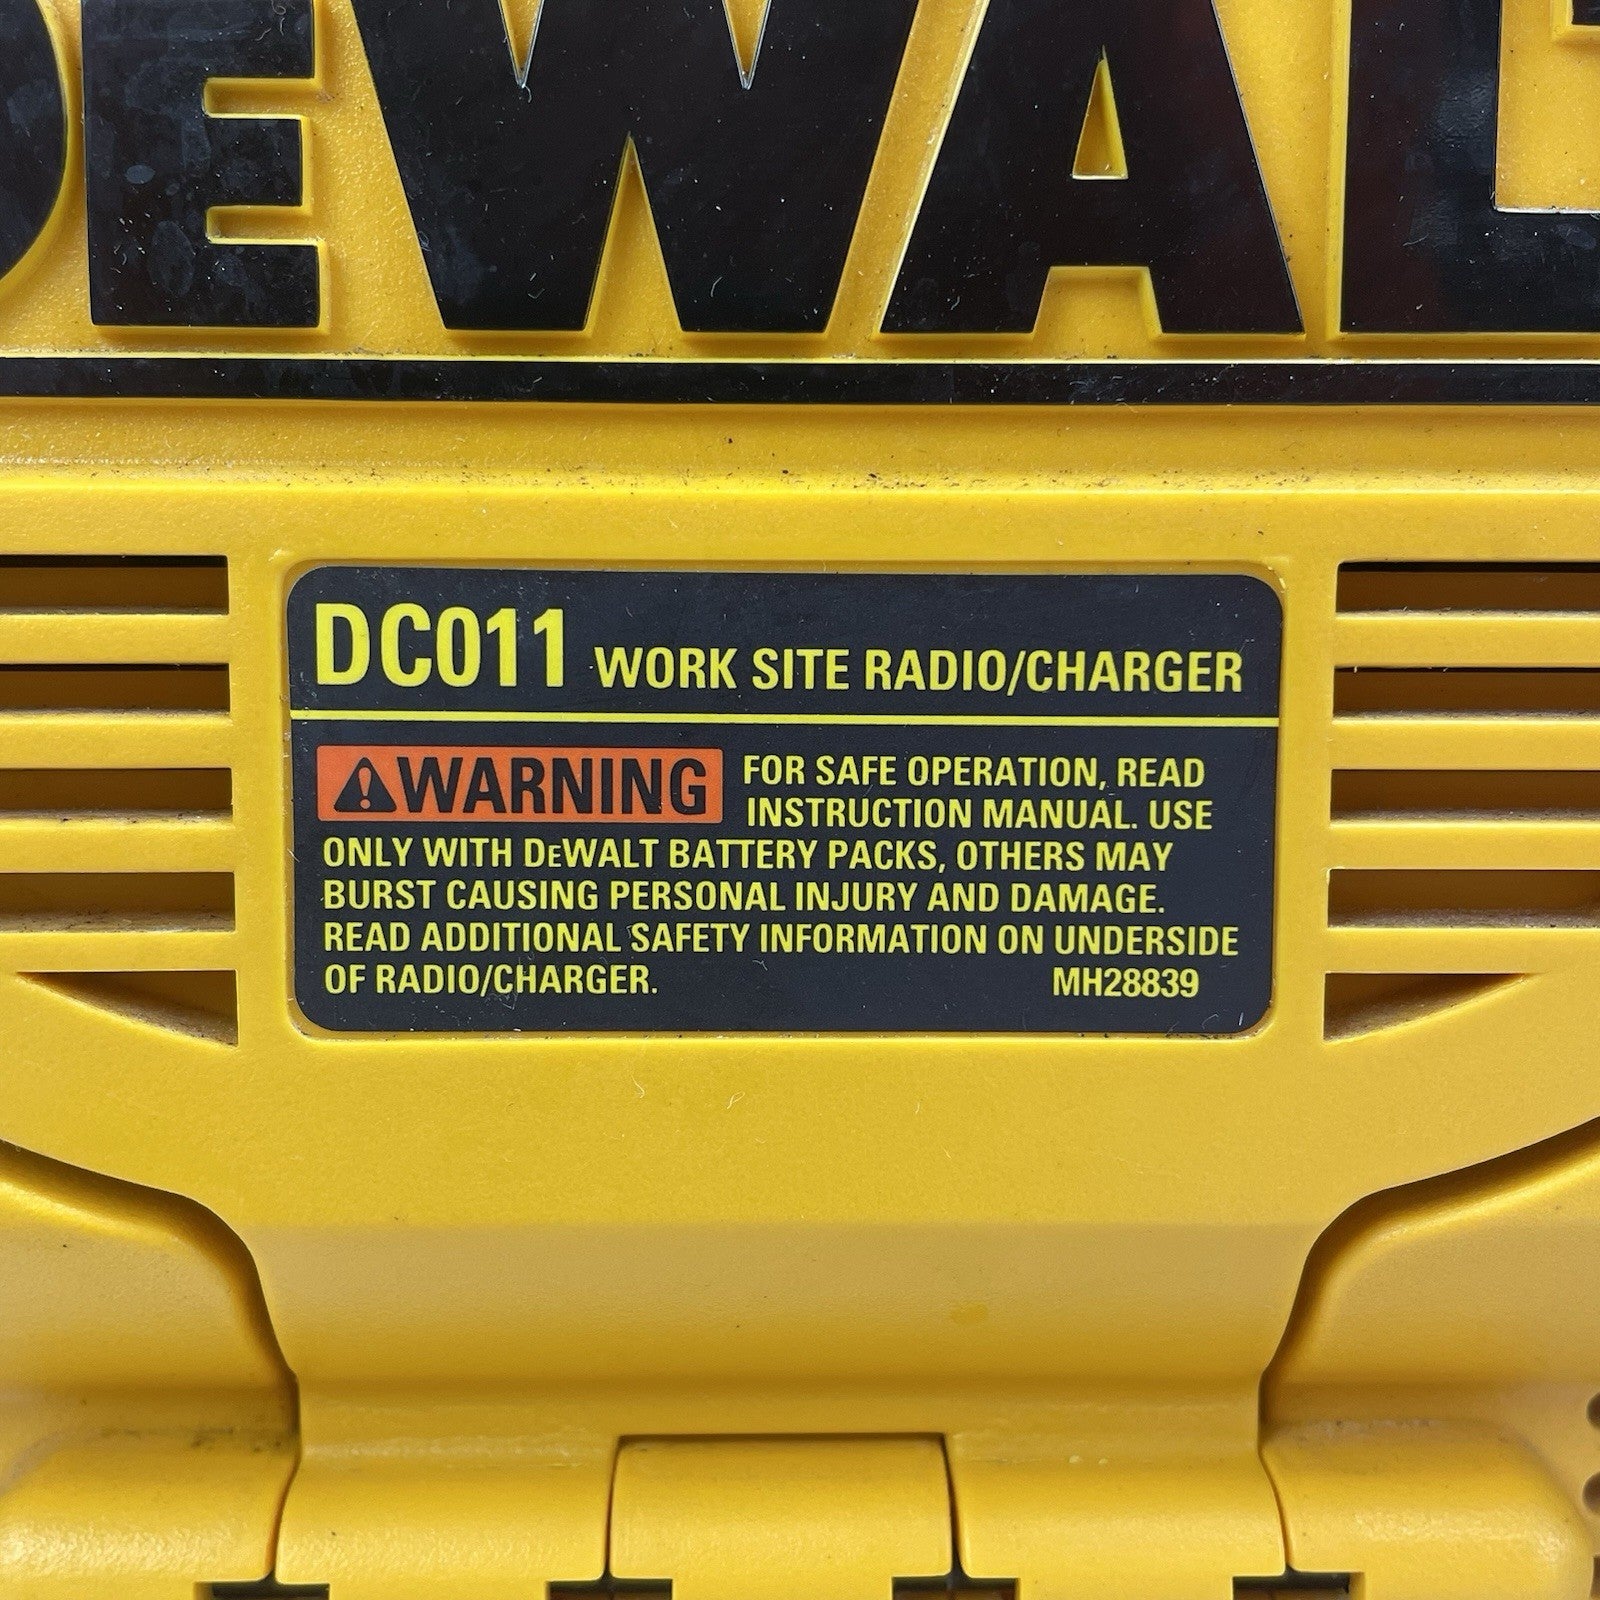 DeWALT
DC011 WORK SITE RADIO/CHARGER
WARNING FOR SAFE OPERATION, READ
INSTRUCTION MANUAL. USE
ONLY WITH DeWALT BATTERY PACKS, OTHERS MAY
BURST CAUSING PERSONAL INJURY AND DAMAGE.
READ ADDITIONAL SAFETY INFORMATION ON UNDERSIDE
OF RADIO/CHARGER. MH28839